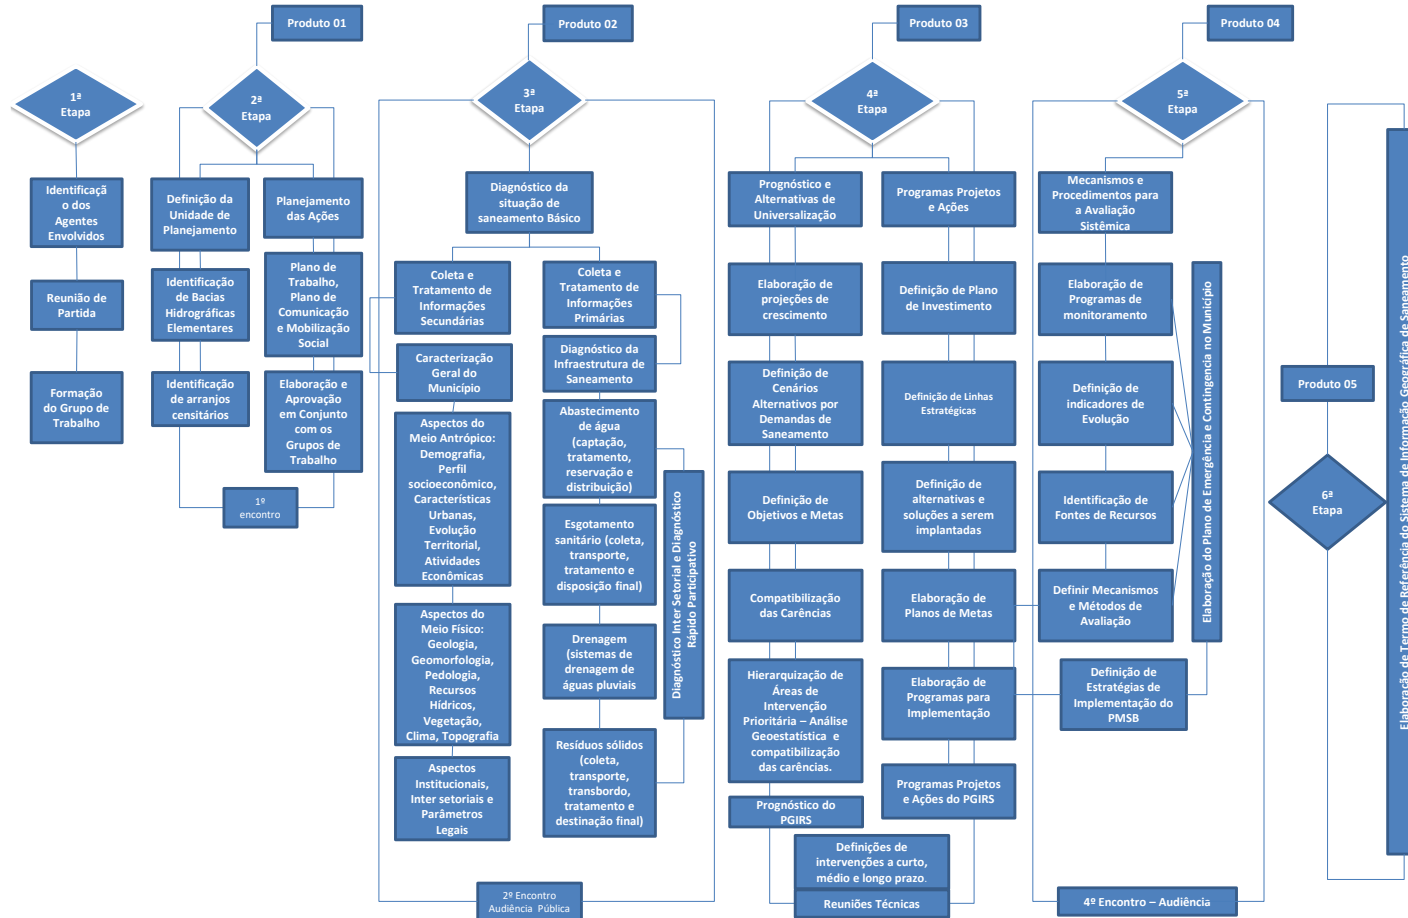 Produto 01
1ª
Etapa
Identificaçã
o dos
Agentes
Envolvidos
Reunião de
Partida
Formação
do Grupo de
Trabalho
2ª
Etapa
Definição da
Unidade de
Planejamento
Identificação
de Bacias
Hidrográficas
Elementares
Identificação
de arranjos
censitários
Planejamento
das Ações
Plano de
Trabalho,
Plano de
Comunicação
e Mobilização
Social
Elaboração e
Aprovação
em Conjunto
com os
Grupos de
Trabalho
1º
encontro
Produto 02
3ª
Etapa
Diagnóstico da
situação de
saneamento Básico
Coleta e
Tratamento de
Informações
Secundárias
Caracterização
Geral do
Município
Aspectos do
Meio Antrópico:
Demografia,
Perfil
socioeconômico,
Características
Urbanas,
Evolução
Territorial,
Atividades
Econômicas
Aspectos do
Meio Físico:
Geologia,
Geomorfologia,
Pedologia,
Recursos
Hídricos,
Vegetação,
Clima, Topografia
Aspectos
Institucionais,
Inter setoriais e
Parâmetros
Legais
Coleta e
Tratamento de
Informações
Primárias
Diagnóstico da
Infraestrutura de
Saneamento
Abastecimento
de água
(captação,
tratamento,
reservação e
distribuição)
Esgotamento
sanitário (coleta,
transporte,
tratamento e
disposição final)
Drenagem
(sistemas de
drenagem de
águas pluviais
Resíduos sólidos
(coleta,
transporte,
transbordo,
tratamento e
destinação final)
Diagnóstico Inter Setorial e Diagnóstico
Rápido Participativo
2º Encontro
Audiência Pública
Produto 03
4ª
Etapa
Prognóstico e
Alternativas de
Universalização
Elaboração de
projeções de
crescimento
Definição de
Cenários
Alternativos por
Demandas de
Saneamento
Definição de
Objetivos e Metas
Compatibilização
das Carências
Hierarquização de
Áreas de
Intervenção
Prioritária – Análise
Geoestatística e
compatibilização
das carências.
Prognóstico do
PGIRS
Programas Projetos
e Ações
Definição de Plano
de Investimento
Definição de Linhas
Estratégicas
Definição de
alternativas e
soluções a serem
implantadas
Elaboração de
Planos de Metas
Elaboração de
Programas para
Implementação
Programas Projetos
e Ações do PGIRS
Definições de
intervenções a curto,
médio e longo prazo.
Reuniões Técnicas
Produto 04
5ª
Etapa
Mecanismos e
Procedimentos para
a Avaliação
Sistêmica
Elaboração de
Programas de
monitoramento
Definição de
indicadores de
Evolução
Identificação de
Fontes de Recursos
Definir Mecanismos
e Métodos de
Avaliação
Definição de
Estratégias de
Implementação do
PMSB
Elaboração do Plano de Emergência e Contingencia no Município
4º Encontro – Audiência
Produto 05
6ª
Etapa
Elaboração de Termo de Referência do Sistema de Informação Geográfica de Saneamento